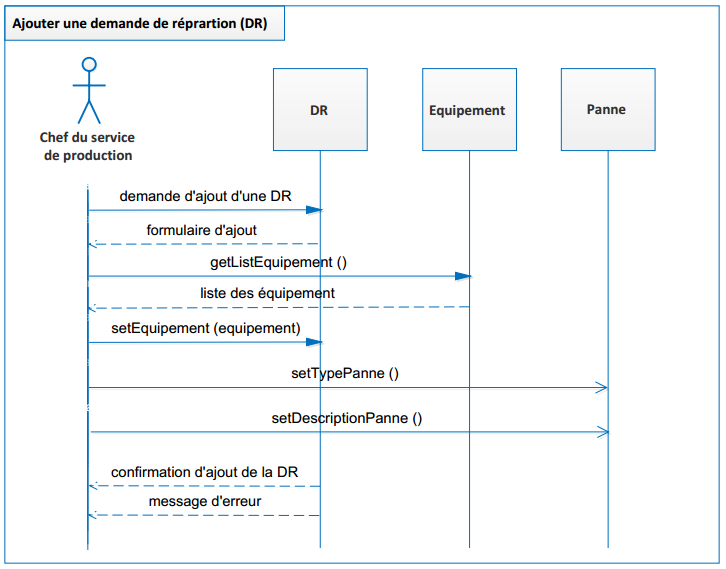 Ajouter une demande de réprartion (DR)
Chef du service
de production
DR
Equipement
Panne
demande d'ajout d'une DR
formulaire d'ajout
getListEquipement ()
liste des équipement
setEquipement (equipement)
setTypePanne ()
setDescriptionPanne ()
confirmation d'ajout de la DR
message d'erreur